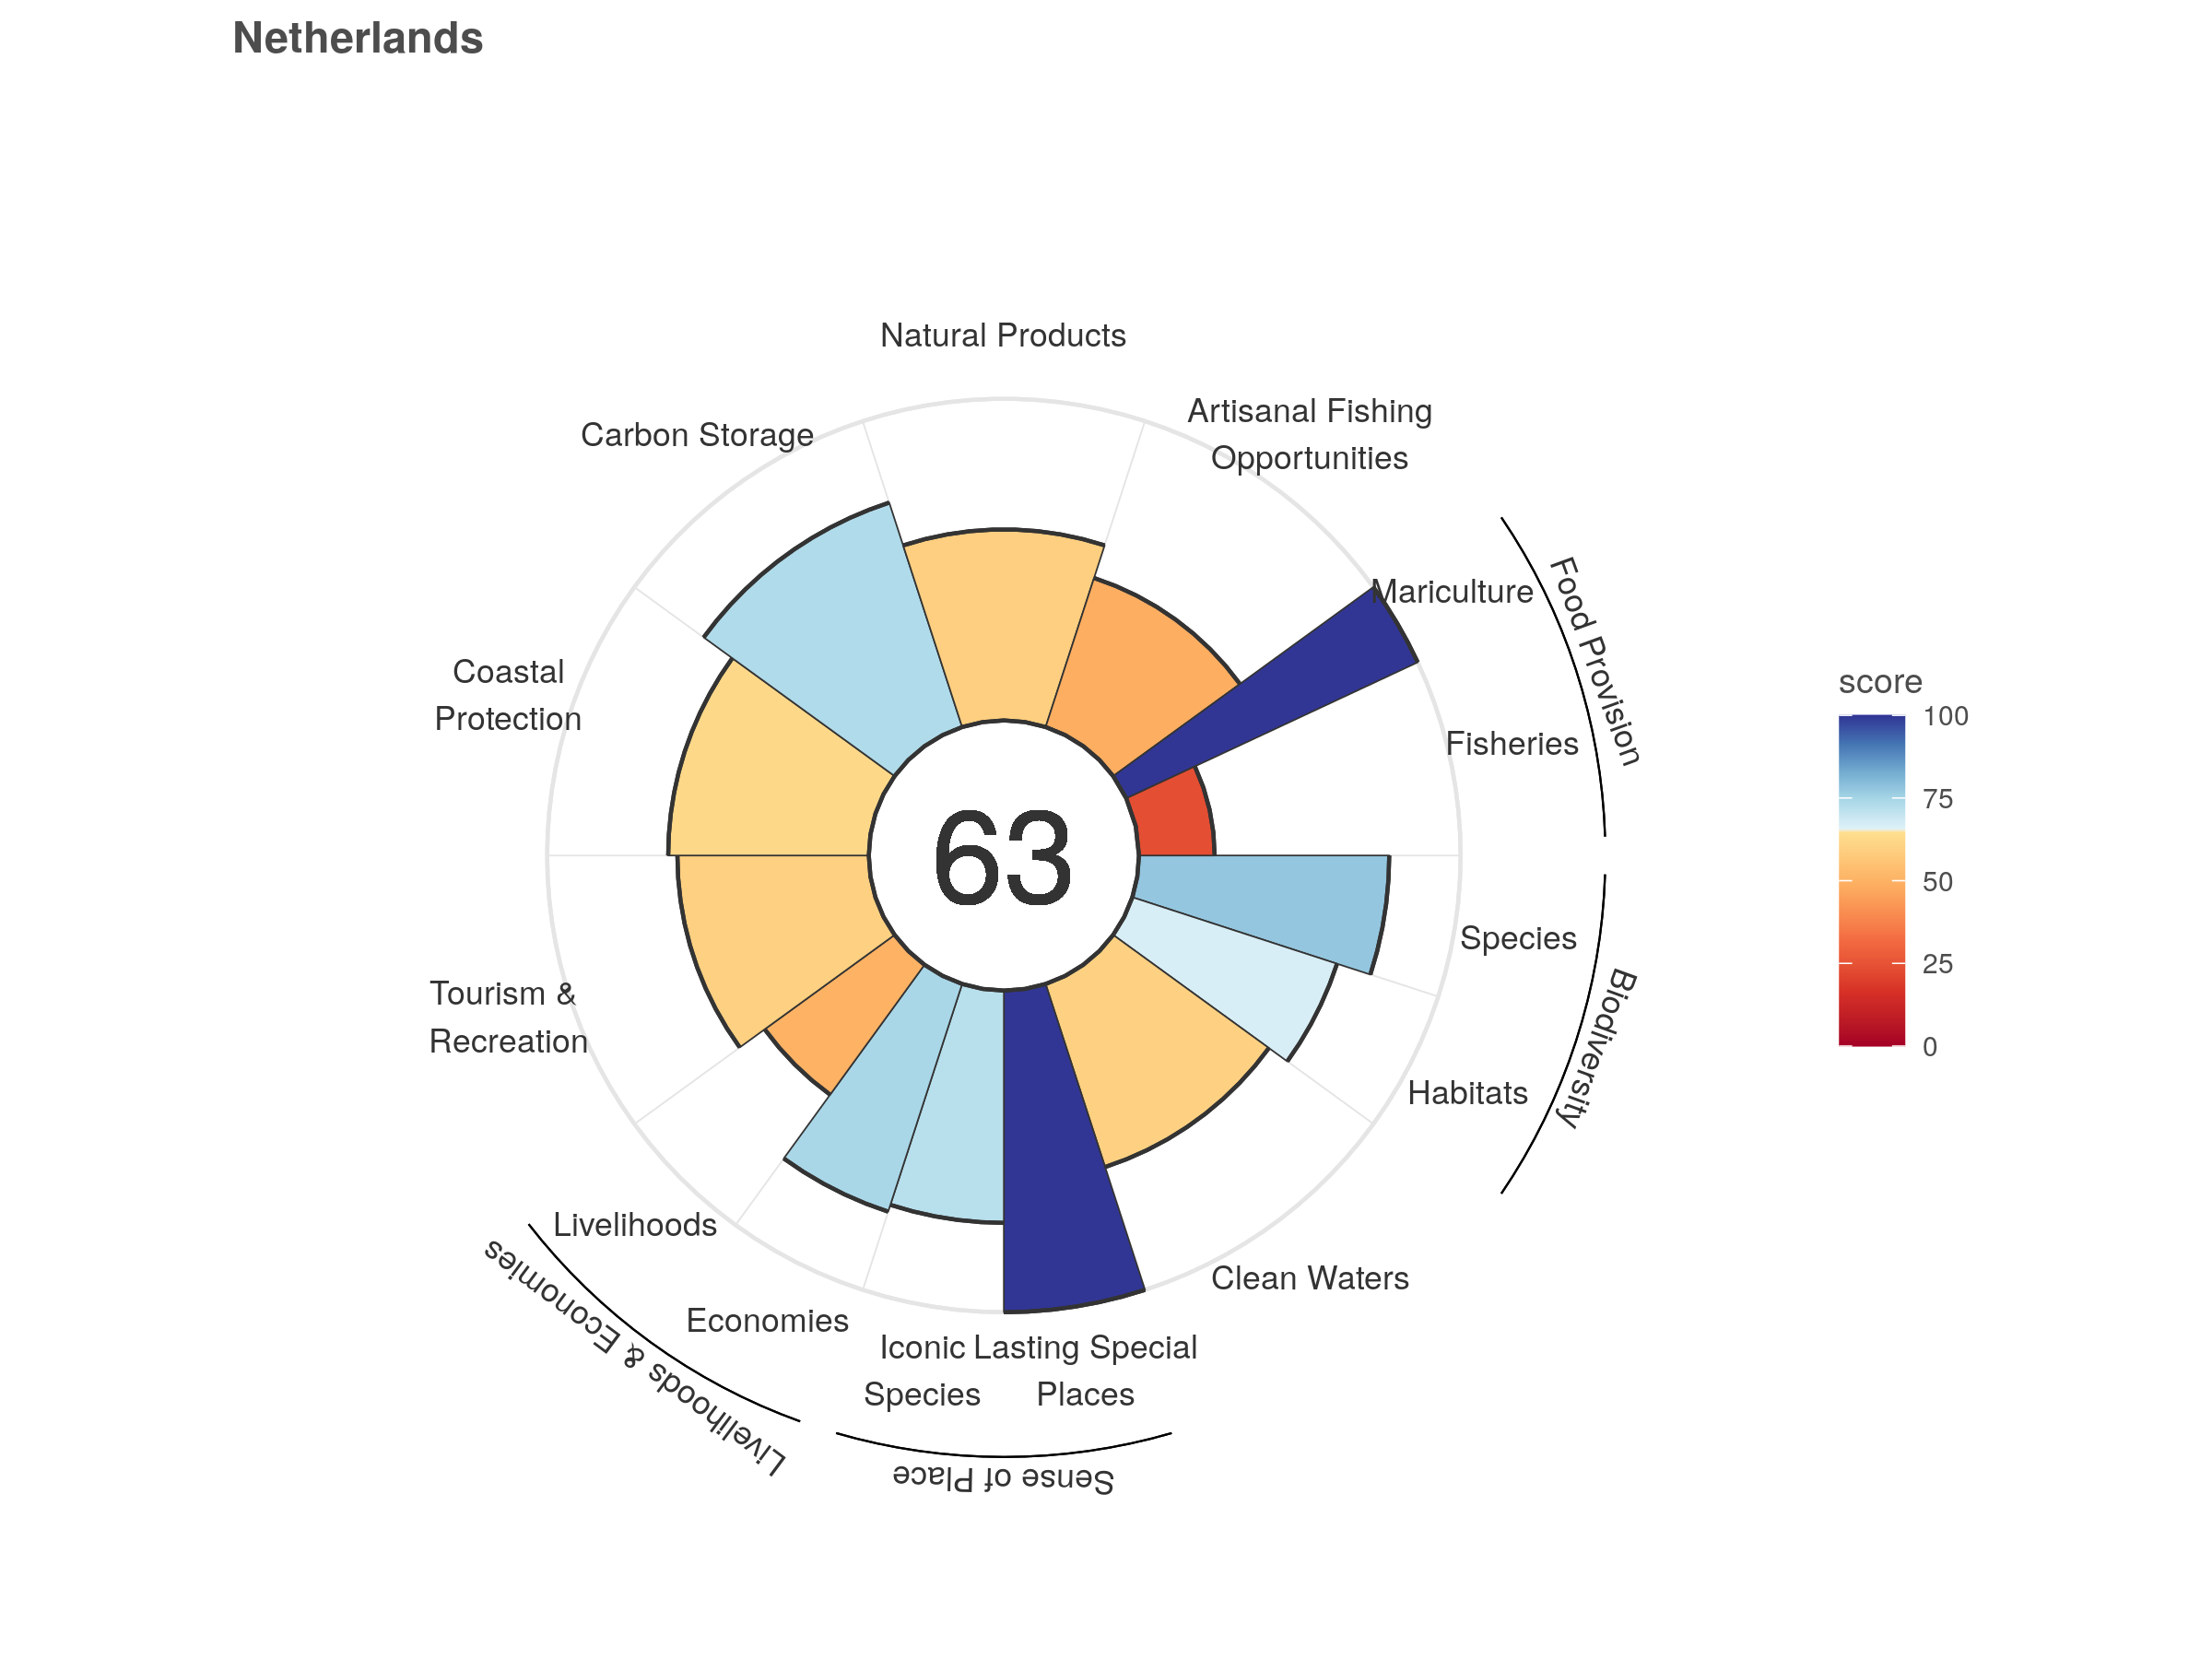 Netherlands
Natural Products
Artisanal Fishing
Opportunities
Carbon Storage
Mariculture
Food Provision
Coastal
Protection
Fisheries
score
100
75
50
25
0
63
Species
Biodiversity
Tourism &
Recreation
Habitats
Livelihoods
Livelihoods & Economies
Clean Waters
Economies
Iconic
Species
Lasting Special
Places
Sense of Place